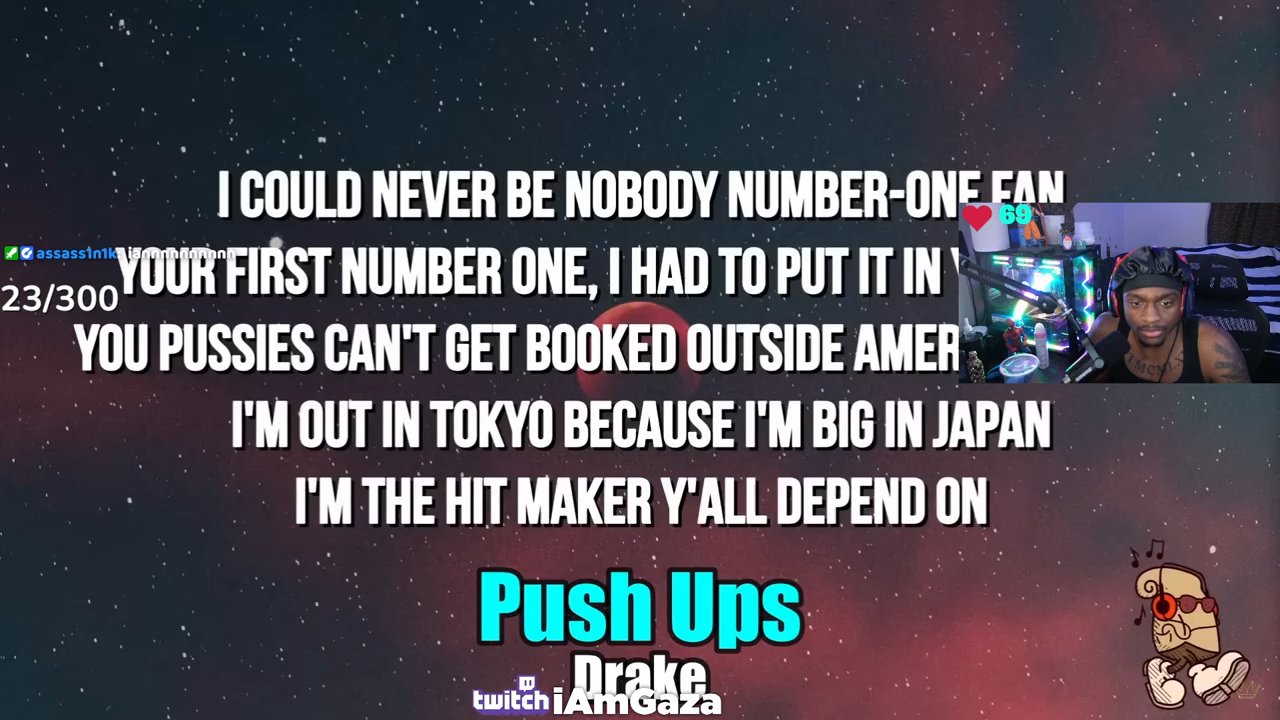 I COULD NEVER BE NOBODY NUMBER-ONE FAN
69
assass1n1k: iannnnnnnnnn
YOUR FIRST NUMBER ONE, I HAD TO PUT IT IN
23/300
YOU PUSSIES CAN'T GET BOOKED OUTSIDE AMER
I'M OUT IN TOKYO BECAUSE I'M BIG IN JAPAN
I'M THE HIT MAKER Y'ALL DEPEND ON
Push Ups
Drake
twitch iAmGaza